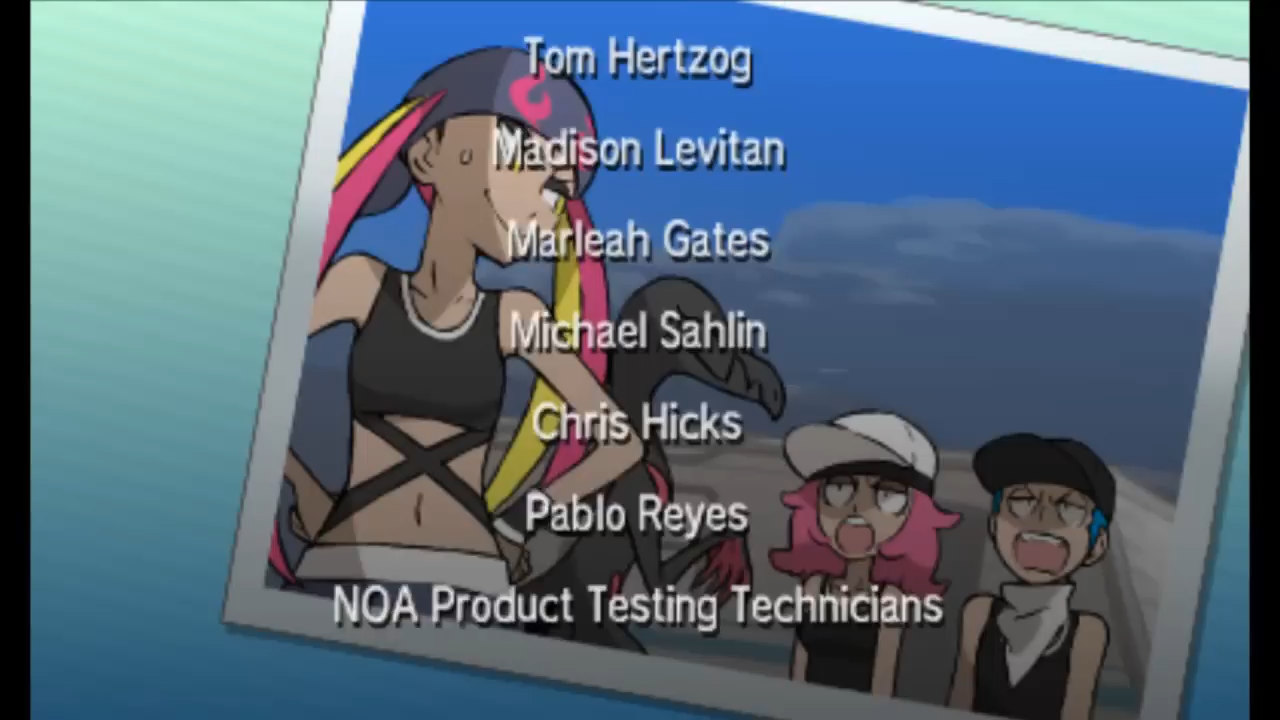 Tom Hertzog
Madison Levitan
Marleah Gates
Michael Sahlin
Chris Hicks
Pablo Reyes
NOA Product Testing Technicians